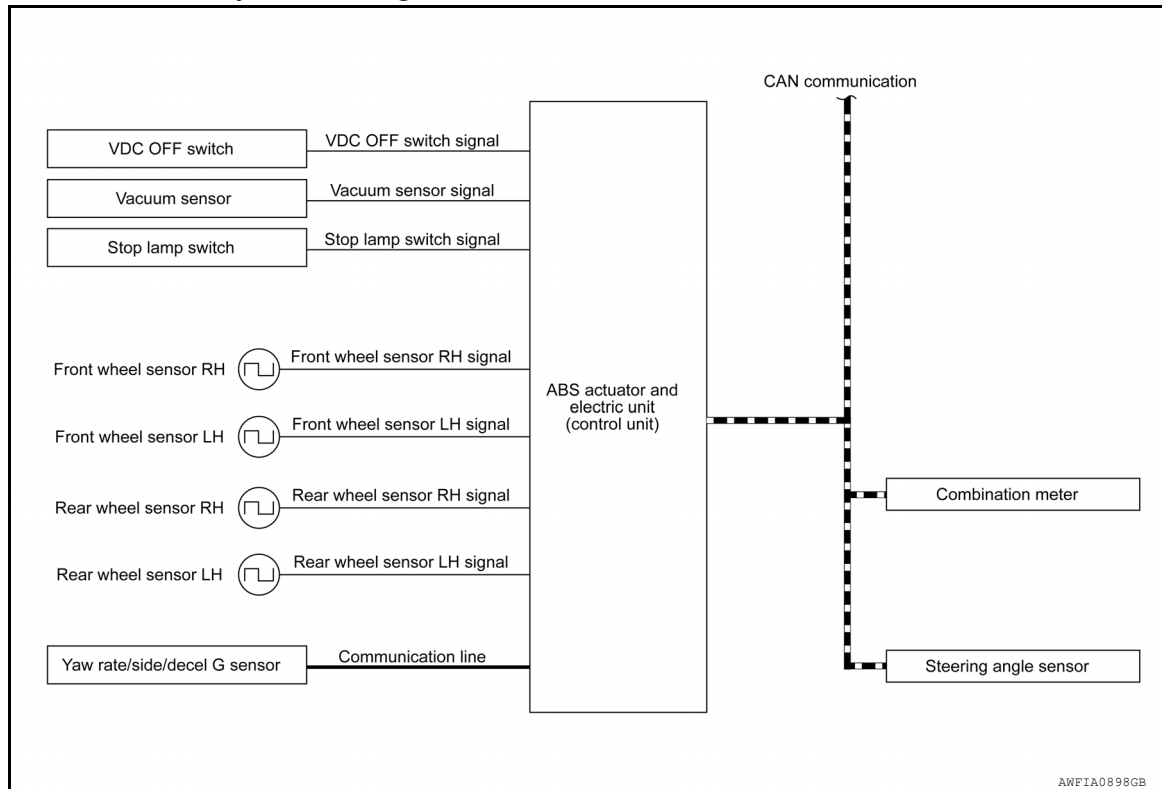 CAN communication
VDC OFF switch
VDC OFF switch signal
Vacuum sensor
Vacuum sensor signal
Stop lamp switch
Stop lamp switch signal
Front wheel sensor RH
Front wheel sensor RH signal
Front wheel sensor LH
Front wheel sensor LH signal
Rear wheel sensor RH
Rear wheel sensor RH signal
Rear wheel sensor LH
Rear wheel sensor LH signal
Yaw rate/side/decel G sensor
Communication line
ABS actuator and
electric unit
(control unit)
Combination meter
Steering angle sensor
AWFIA0898GB